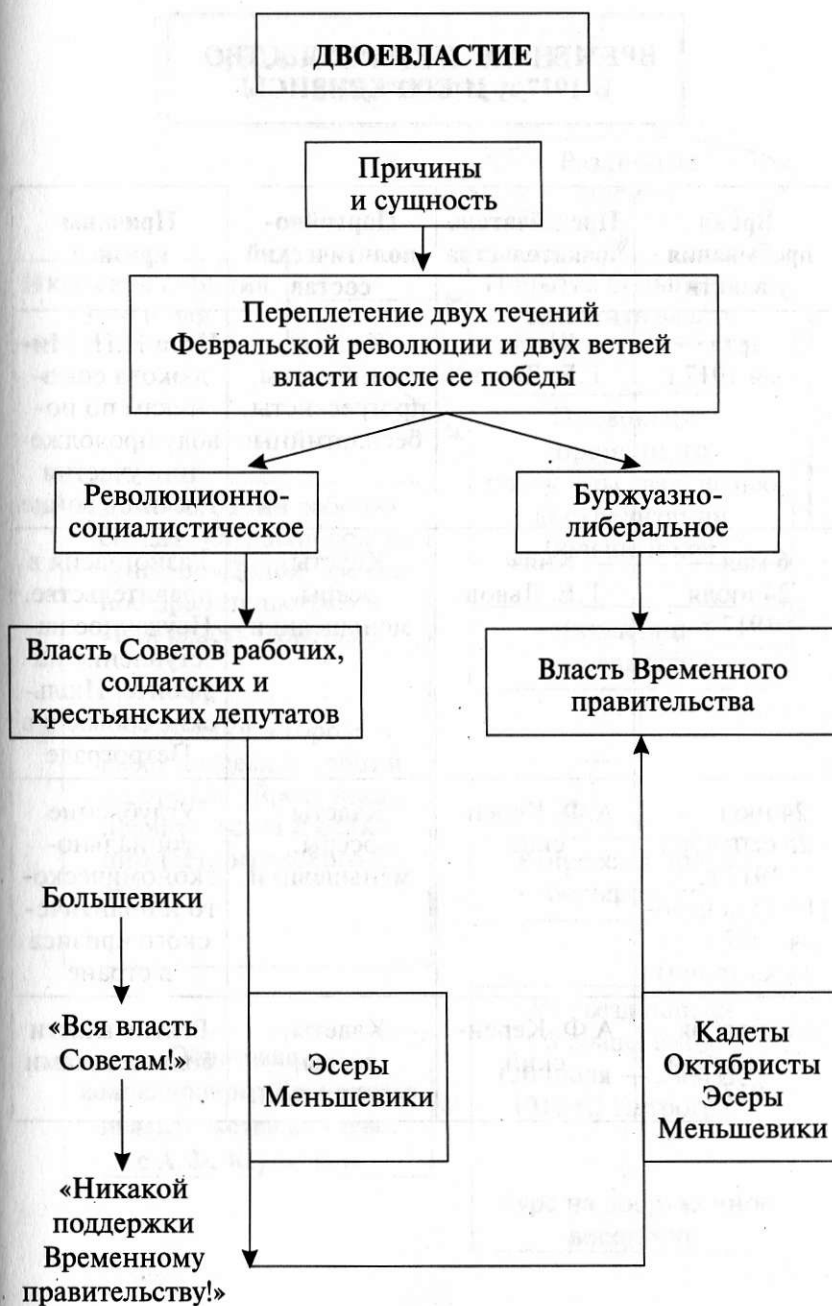 ДВОЕВЛАСТИЕ
Причины
и сущность
Переплетение двух течений
Февральской революции и двух ветвей
власти после ее победы
Революционно-
социалистическое
Буржуазно-
либеральное
Власть Советов рабочих,
солдатских и
крестьянских депутатов
Власть Временного
правительства
Большевики
«Вся власть
Советам!»
«Никакой
поддержки
Временному
правительству!»
Эсеры
Меньшевики
Кадеты
Октябристы
Эсеры
Меньшевики